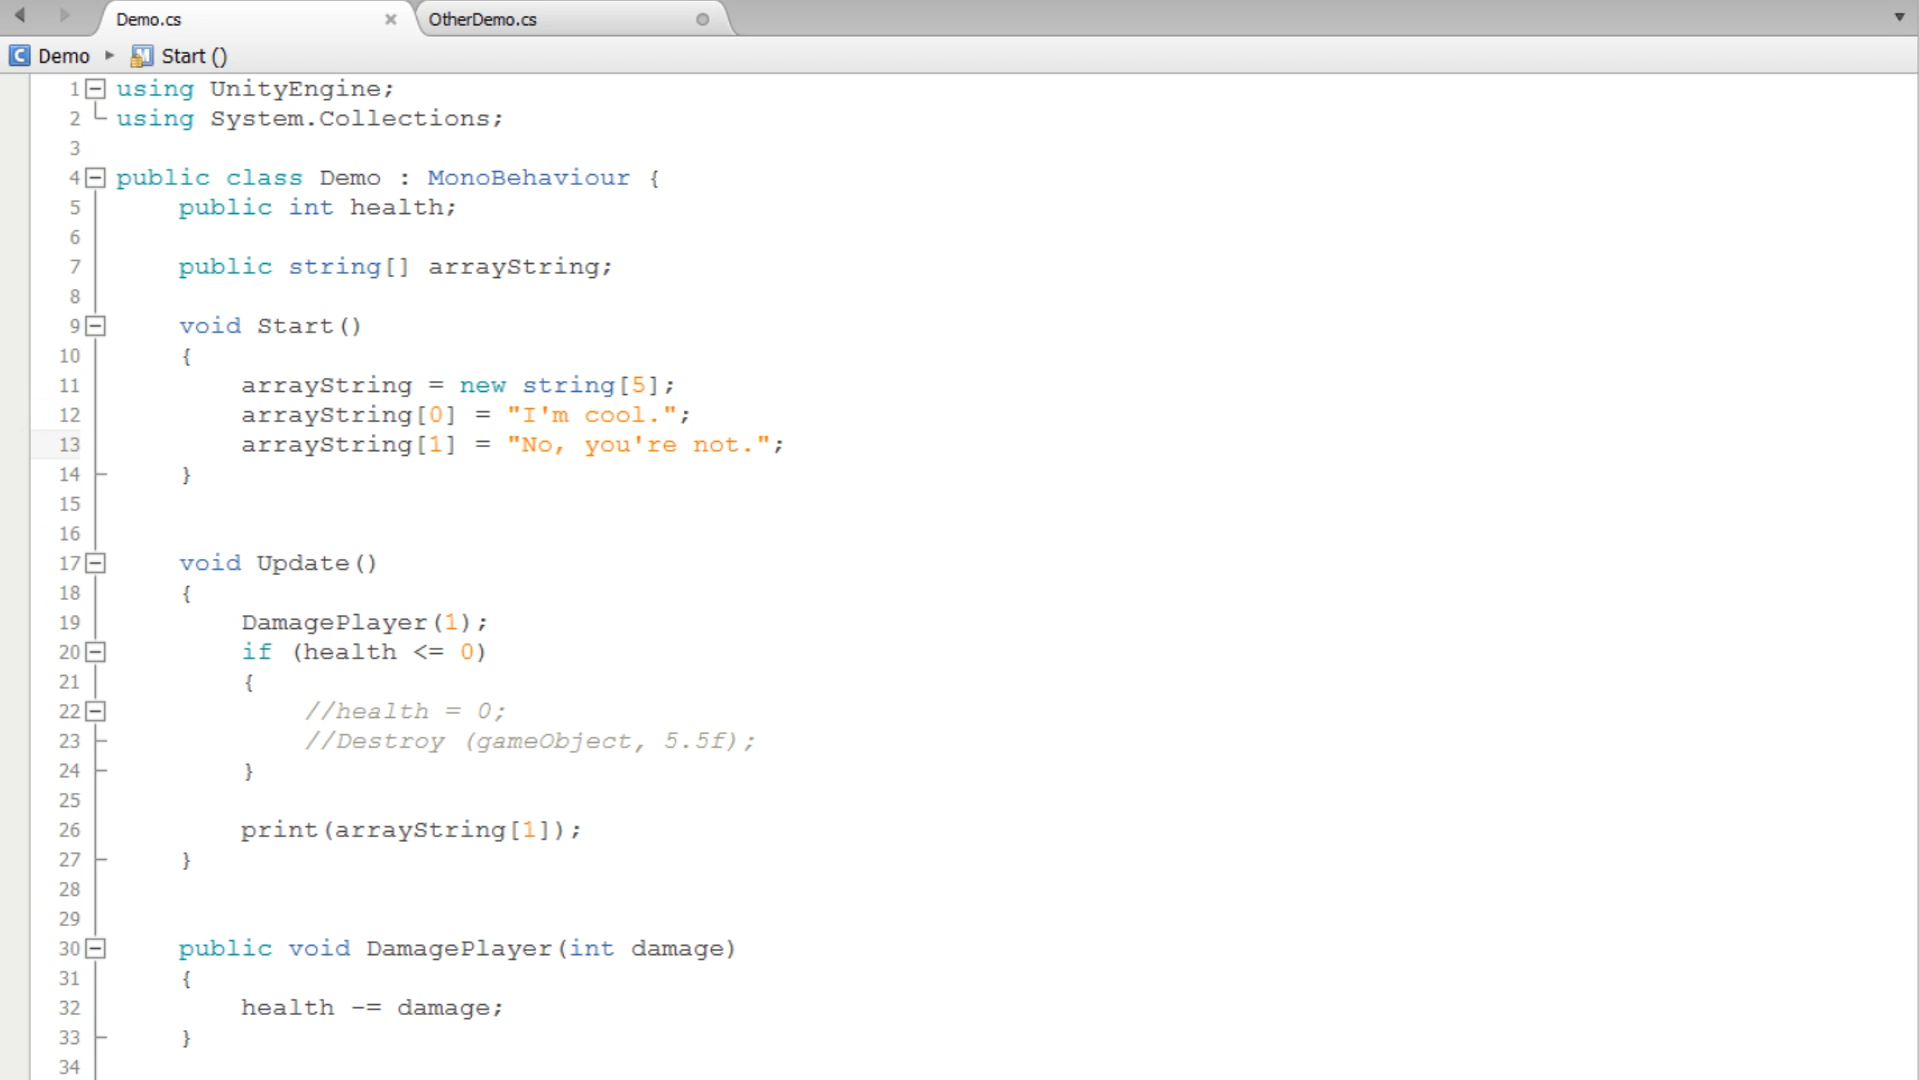 Demo.cs OtherDemo.cs
Demo Start ()
1 using UnityEngine;
2 using System.Collections;
3
4 public class Demo : MonoBehaviour {
5 public int health;
6
7 public string[] arrayString;
8
9 void Start()
10 {
11 arrayString = new string[5];
12 arrayString[0] = "I'm cool.";
13 arrayString[1] = "No, you're not.";
14 }
15
16
17 void Update()
18 {
19 DamagePlayer(1);
20 if (health <= 0)
21 {
22 //health = 0;
23 //Destroy (gameObject, 5.5f);
24 }
25
26 print(arrayString[1]);
27 }
28
29
30 public void DamagePlayer(int damage)
31 {
32 health -= damage;
33 }
34